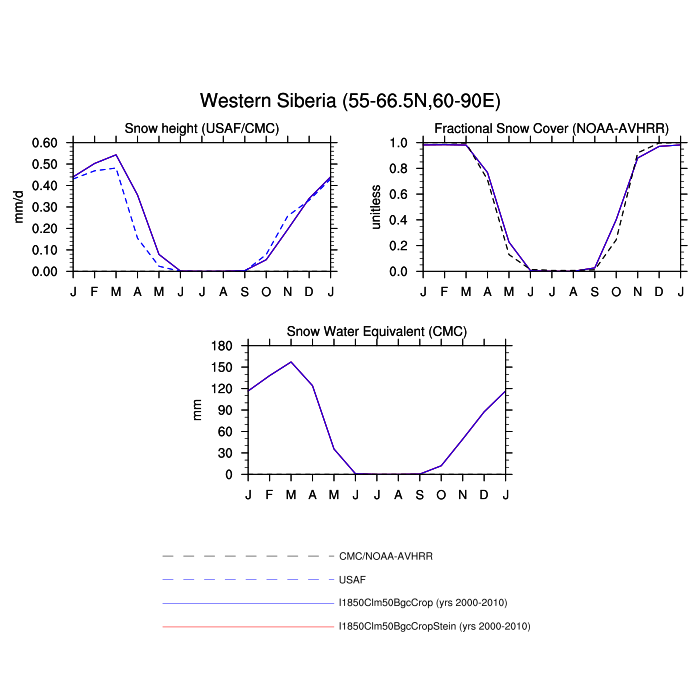 Western Siberia (55-66.5N,60-90E)
Snow height (USAF/CMC)
mm/d
0.60
0.50
0.40
0.30
0.20
0.10
0.00
J F M A M J J A S O N D J
Fractional Snow Cover (NOAA-AVHRR)
unitless
1.0
0.8
0.6
0.4
0.2
0.0
J F M A M J J A S O N D J
Snow Water Equivalent (CMC)
mm
180
150
120
90
60
30
0
J F M A M J J A S O N D J
CMC/NOAA-AVHRR
USAF
I1850Clm50BgcCrop (yrs 2000-2010)
I1850Clm50BgcCropStein (yrs 2000-2010)